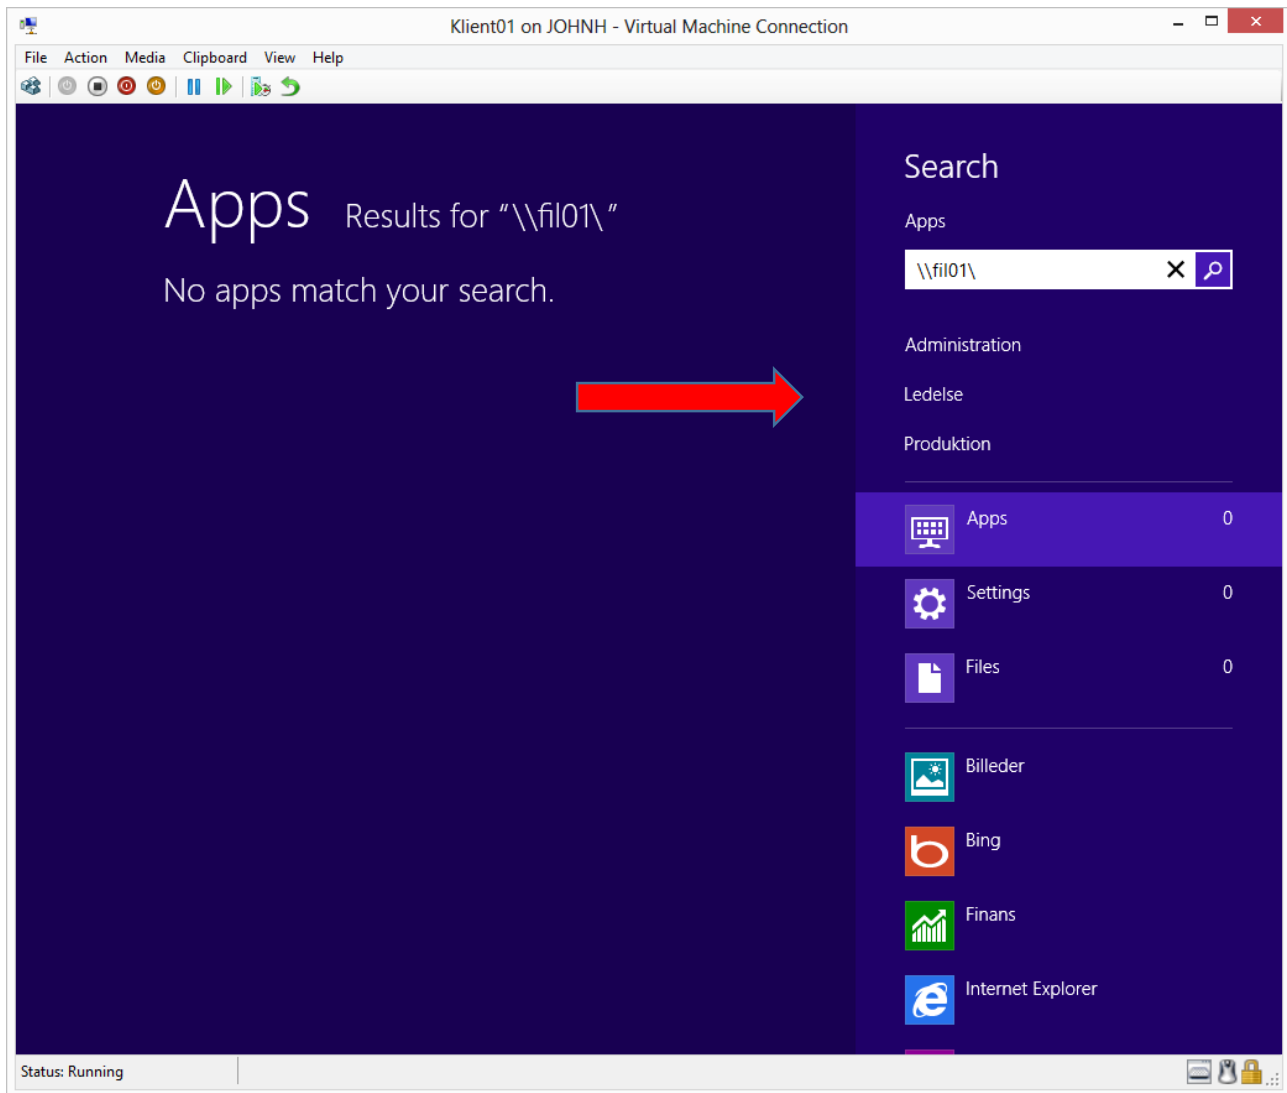 Klient01 on JOHNH - Virtual Machine Connection
File Action Media Clipboard View Help
Apps Results for “\\fil01\”
No apps match your search.
Search
Apps
\\fil01\
Administration
Ledelse
Produktion
Apps 0
Settings 0
Files 0
Billeder
Bing
Finans
Internet Explorer
Status: Running